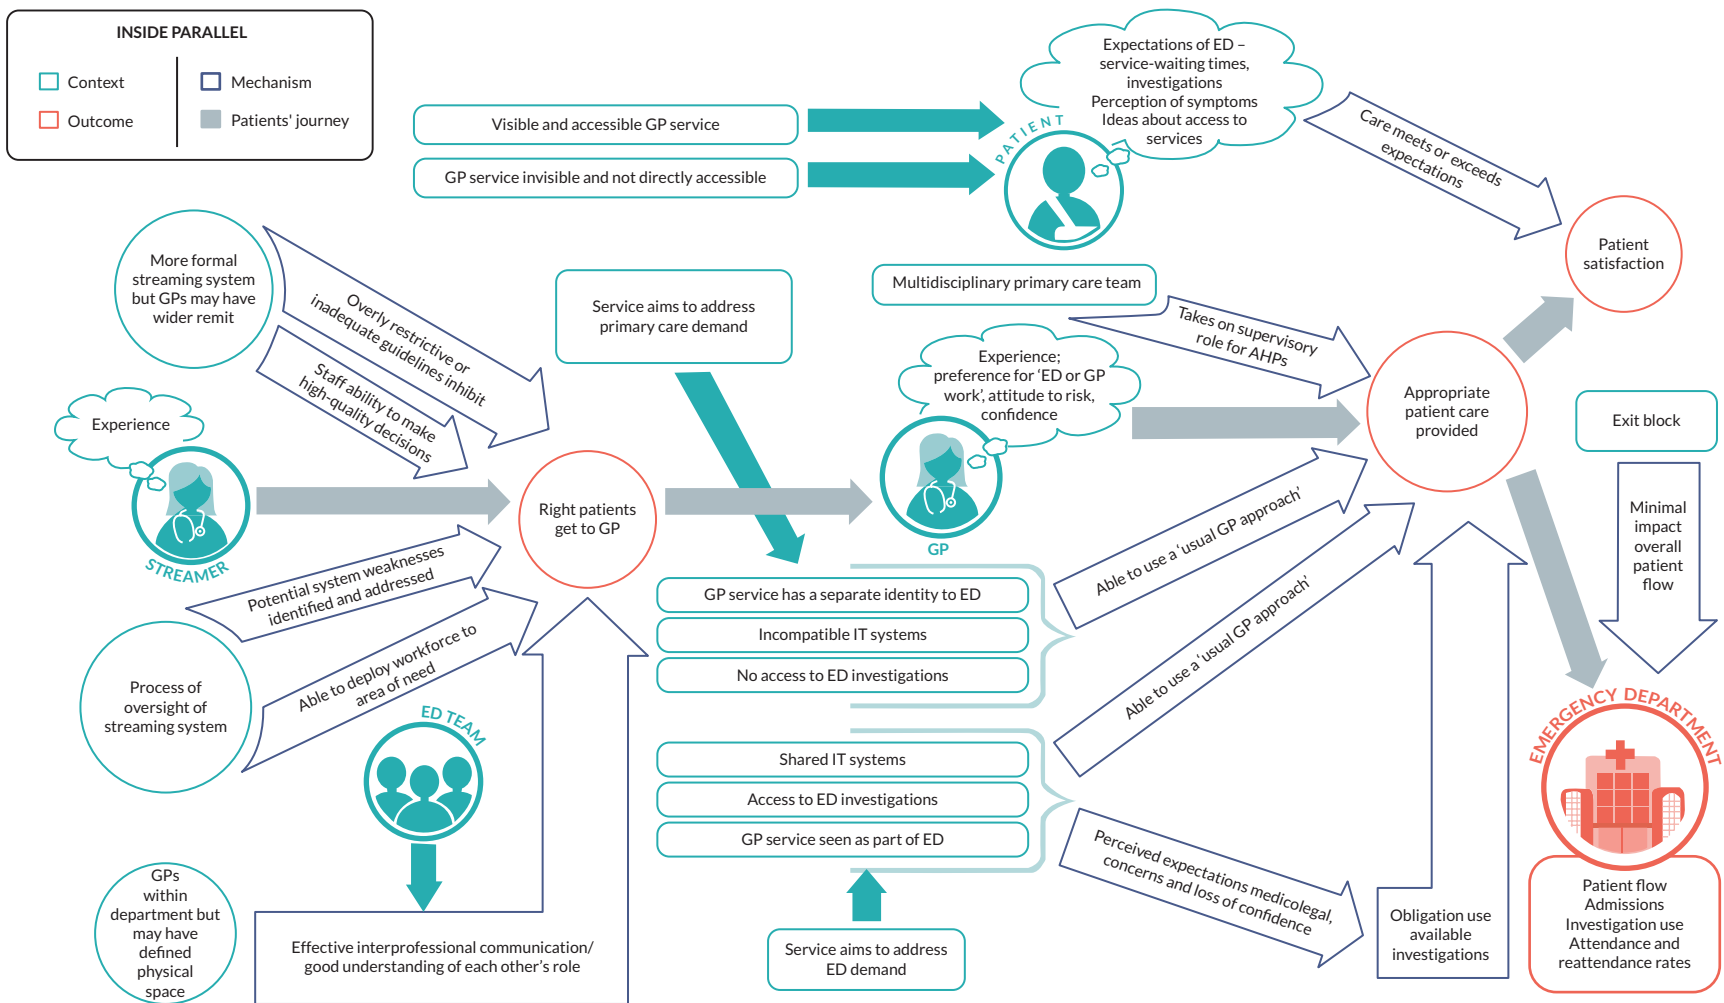 INSIDE PARALLEL
Context
Mechanism
Outcome
Patients' journey
Visible and accessible GP service
GP service invisible and not directly accessible
PATIENT
Expectations of ED –
service-waiting times,
investigations
Perception of symptoms
Ideas about access to
services
Care meets or exceeds
expectations
Patient
satisfaction
More formal
streaming system
but GPs may have
wider remit
Overly restrictive or
inadequate guidelines inhibit
Staff ability to make
high-quality decisions
Service aims to address
primary care demand
Multidisciplinary primary care team
Takes on supervisory
role for AHPs
Experience
STREAMER
Experience;
preference for ‘ED or GP
work’, attitude to risk,
confidence
GP
Appropriate
patient care
provided
Exit block
Minimal
impact
overall
patient
flow
Right patients
get to GP
Potential system weaknesses
identified and addressed
Able to deploy workforce to
area of need
Process of
oversight of
streaming system
GP service has a separate identity to ED
Incompatible IT systems
No access to ED investigations
Able to use a ‘usual GP approach’
Able to use a ‘usual GP approach’
ED TEAM
Shared IT systems
Access to ED investigations
GP service seen as part of ED
Perceived expectations medicolegal,
concerns and loss of confidence
Obligation use
available
investigations
EMERGENCY DEPARTMENT
Patient flow
Admissions
Investigation use
Attendance and
reattendance rates
GPs
within
department but
may have
defined
physical
space
Effective interprofessional communication/
good understanding of each other’s role
Service aims to address
ED demand